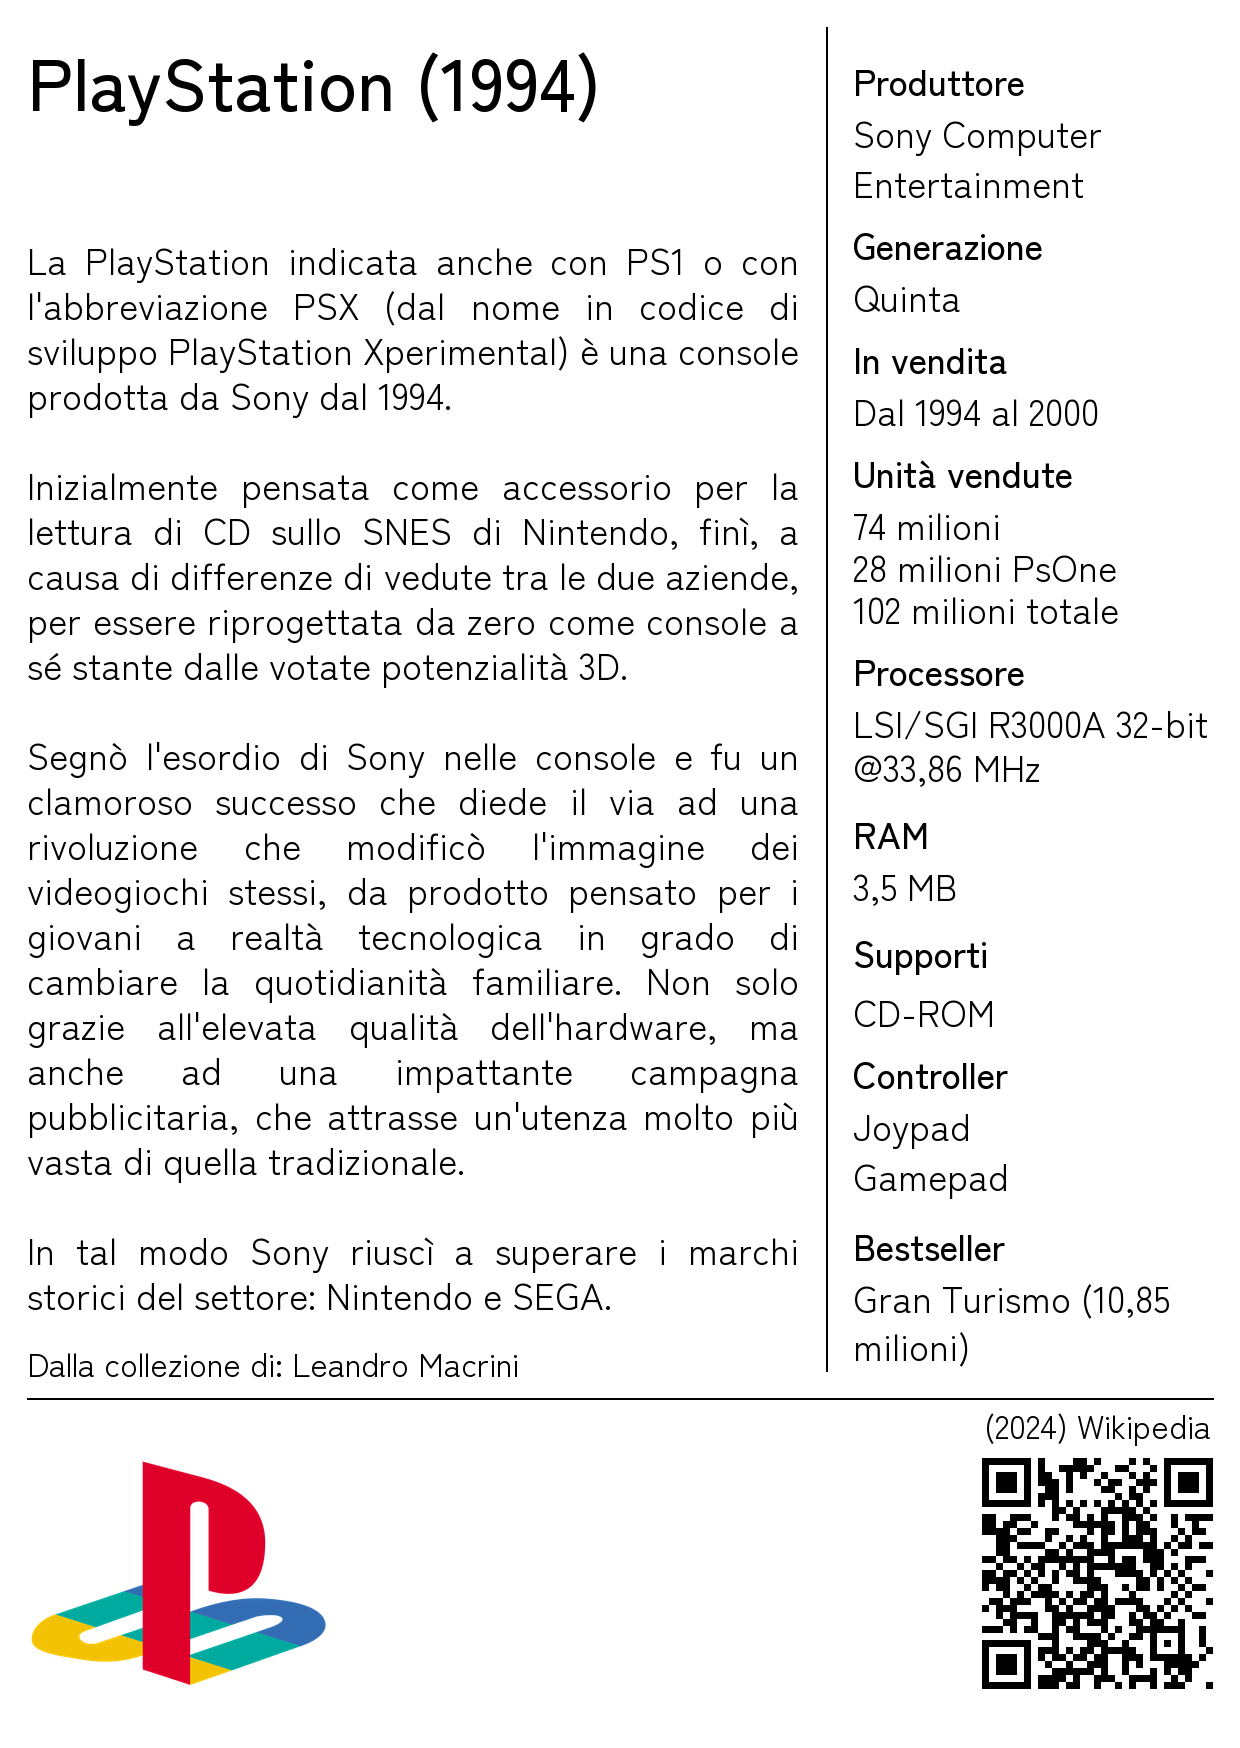 PlayStation (1994)
La PlayStation indicata anche con PS1 o con
l'abbreviazione PSX (dal nome in codice di
sviluppo PlayStation Xperimental) è una console
prodotta da Sony dal 1994.
Inizialmente pensata come accessorio per la
lettura di CD sullo SNES di Nintendo, finì, a
causa di differenze di vedute tra le due aziende,
per essere riprogettata da zero come console a
sé stante dalle votate potenzialità 3D.
Segnò l'esordio di Sony nelle console e fu un
clamoroso successo che diede il via ad una
rivoluzione che modificò l'immagine dei
videogiochi stessi, da prodotto pensato per i
giovani a realtà tecnologica in grado di
cambiare la quotidianità familiare. Non solo
grazie all'elevata qualità dell'hardware, ma
anche ad una impattante campagna
pubblicitaria, che attrasse un'utenza molto più
vasta di quella tradizionale.
In tal modo Sony riuscì a superare i marchi
storici del settore: Nintendo e SEGA.
Dalla collezione di: Leandro Macrini
Produttore
Sony Computer
Entertainment
Generazione
Quinta
In vendita
Dal 1994 al 2000
Unità vendute
74 milioni
28 milioni PsOne
102 milioni totale
Processore
LSI/SGI R3000A 32-bit
@33,86 MHz
RAM
3,5 MB
Supporti
CD-ROM
Controller
Joypad
Gamepad
Bestseller
Gran Turismo (10,85
milioni)
(2024) Wikipedia